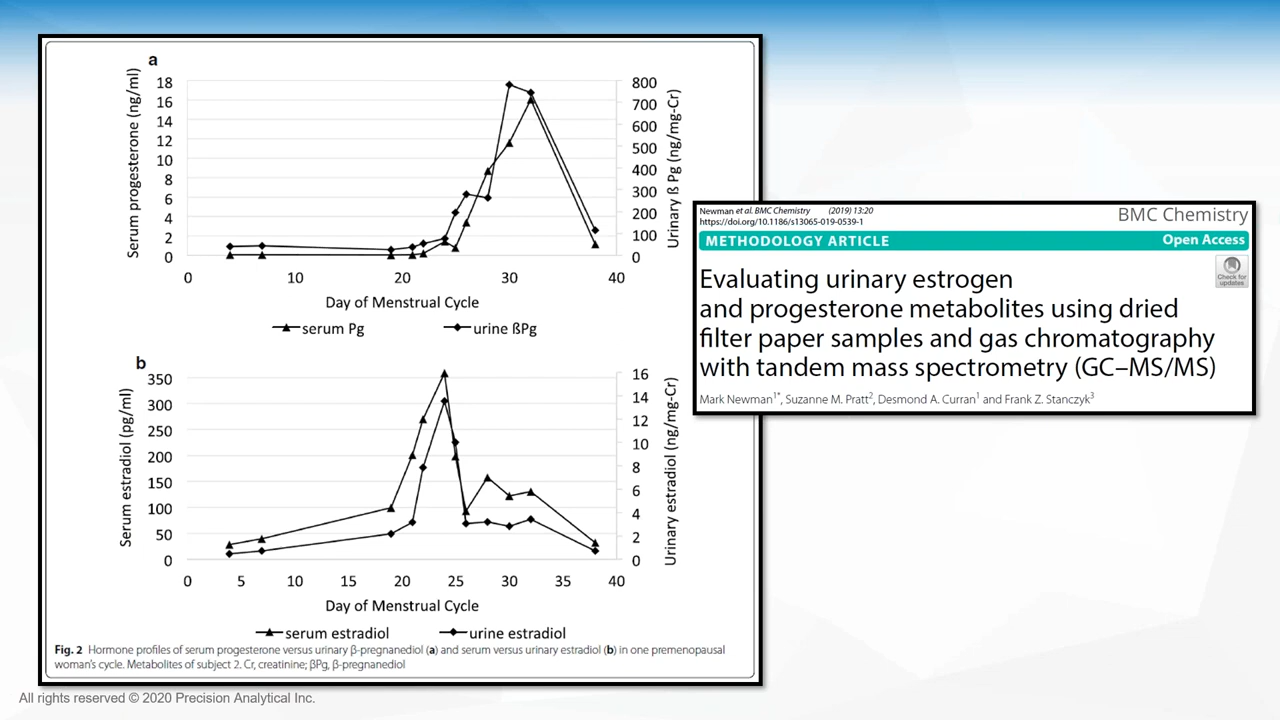 a
Serum progesterone (ng/ml)
18
16
14
12
10
8
6
4
2
0
800
700
600
500
400
300
200
100
0
Urinary ß Pg (ng/mg-Cr)
0 10 20 30 40
Day of Menstrual Cycle
serum Pg urine ßPg
b
Serum estradiol (pg/ml)
350
300
250
200
150
100
50
0
16
14
12
10
8
6
4
2
0
Urinary estradiol (ng/mg-Cr)
0 5 10 15 20 25 30 35 40
Day of Menstrual Cycle
serum estradiol urine estradiol
Fig. 2 Hormone profiles of serum progesterone versus urinary β-pregnanediol (a) and serum versus urinary estradiol (b) in one premenopausal
woman's cycle. Metabolites of subject 2. Cr, creatinine; βPg, β-pregnanediol
Newman et al. BMC Chemistry (2019) 13:20
https://doi.org/10.1186/s13065-019-0539-1
BMC Chemistry
METHODOLOGY ARTICLE Open Access
Check for
updates
Evaluating urinary estrogen
and progesterone metabolites using dried
filter paper samples and gas chromatography
with tandem mass spectrometry (GC–MS/MS)
Mark Newman1*, Suzanne M. Pratt2, Desmond A. Curran1 and Frank Z. Stanczyk3
All rights reserved © 2020 Precision Analytical Inc.